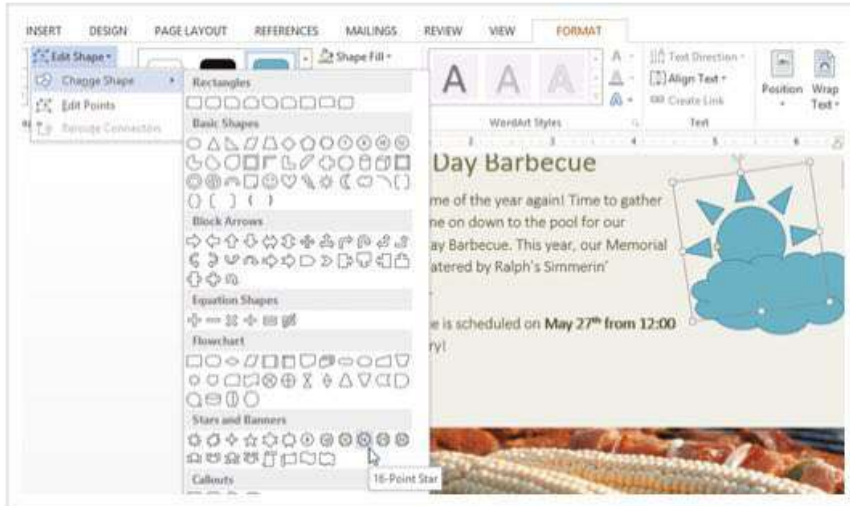 INSERT DESIGN PAGE LAYOUT REFERENCES MAILINGS REVIEW VIEW FORMAT
Edit Shape
Change Shape
Edit Points
Reroute Connectors
Shape Fill
Rectangles
Basic Shapes
Block Arrows
Equation Shapes
Flowchart
Stars and Banners
Callouts
16-Point Star
A A A
WordArt Styles
Text Direction
Align Text
Create Link
Text
Position
Wrap
Text
Day Barbecue
me of the year again! Time to gather
ne on down to the pool for our
ay Barbecue. This year, our Memorial
atered by Ralph's Simmerin'
e is scheduled on May 27th from 12:00
ry!